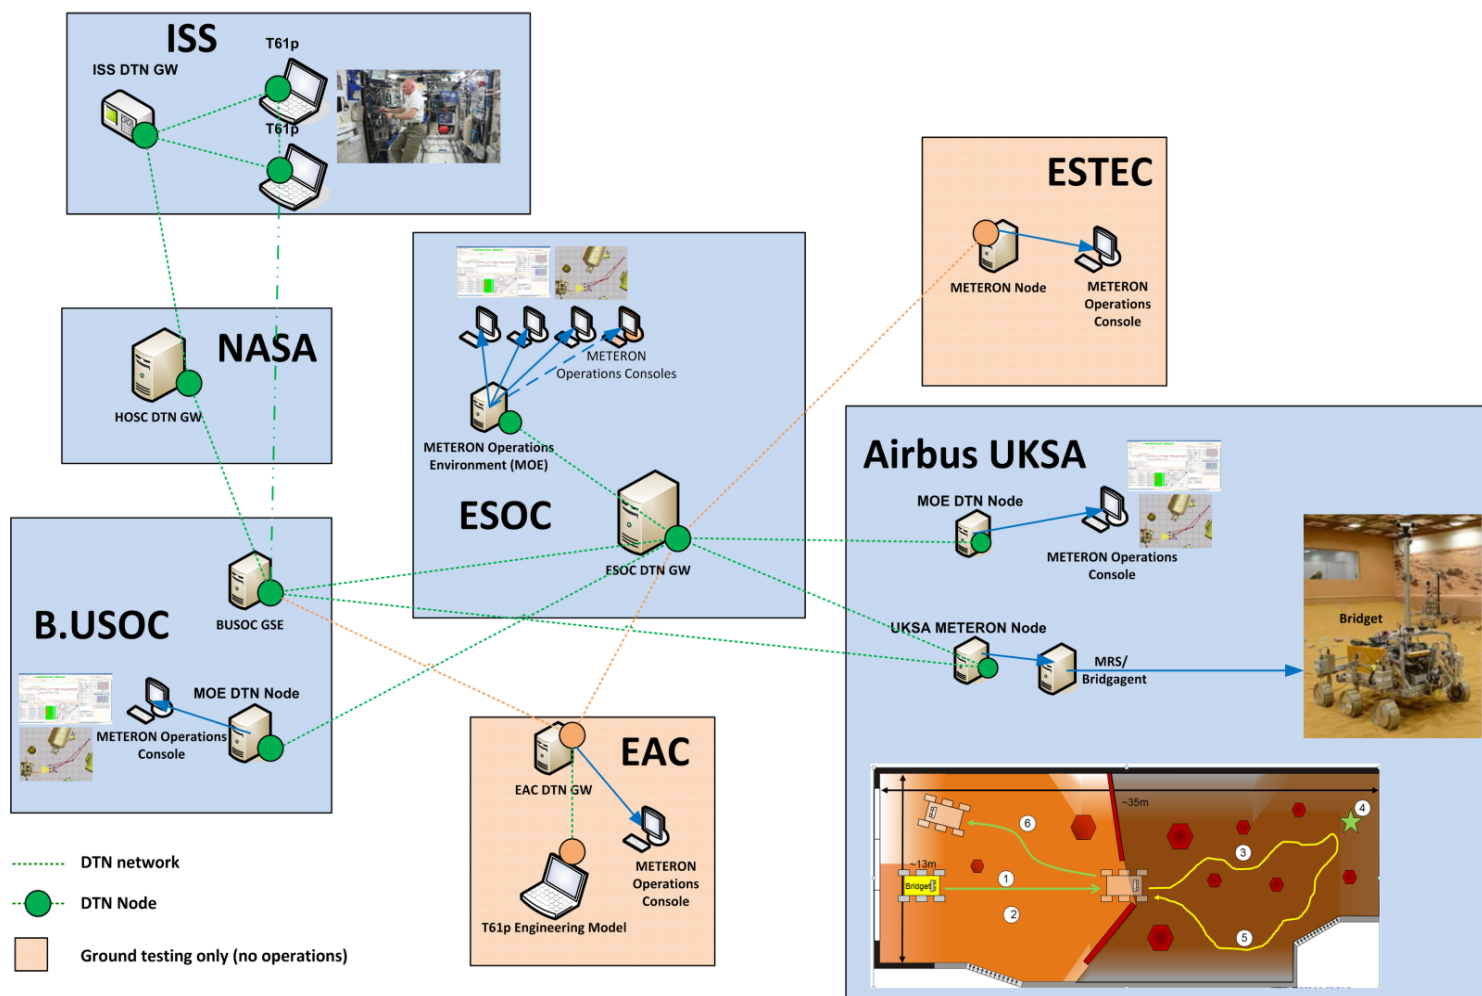 ISS
T61p
ISS DTN GW
T61p
ESTEC
METERON Node
METERON
Operations
Console
NASA
HOSC DTN GW
METERON
Operations Consoles
METERON Operations
Environment (MOE)
ESOC
ESOC DTN GW
Airbus UKSA
MOE DTN Node
METERON Operations
Console
UKSA METERON Node
MRS/
Bridgagent
Bridget
B.USOC
BUSOC GSE
MOE DTN Node
METERON Operations
Console
EAC
EAC DTN GW
METERON
Operations
Console
T61p Engineering Model
~35m
~13m
Bridget
1
2
3
4
5
6
DTN network
DTN Node
Ground testing only (no operations)